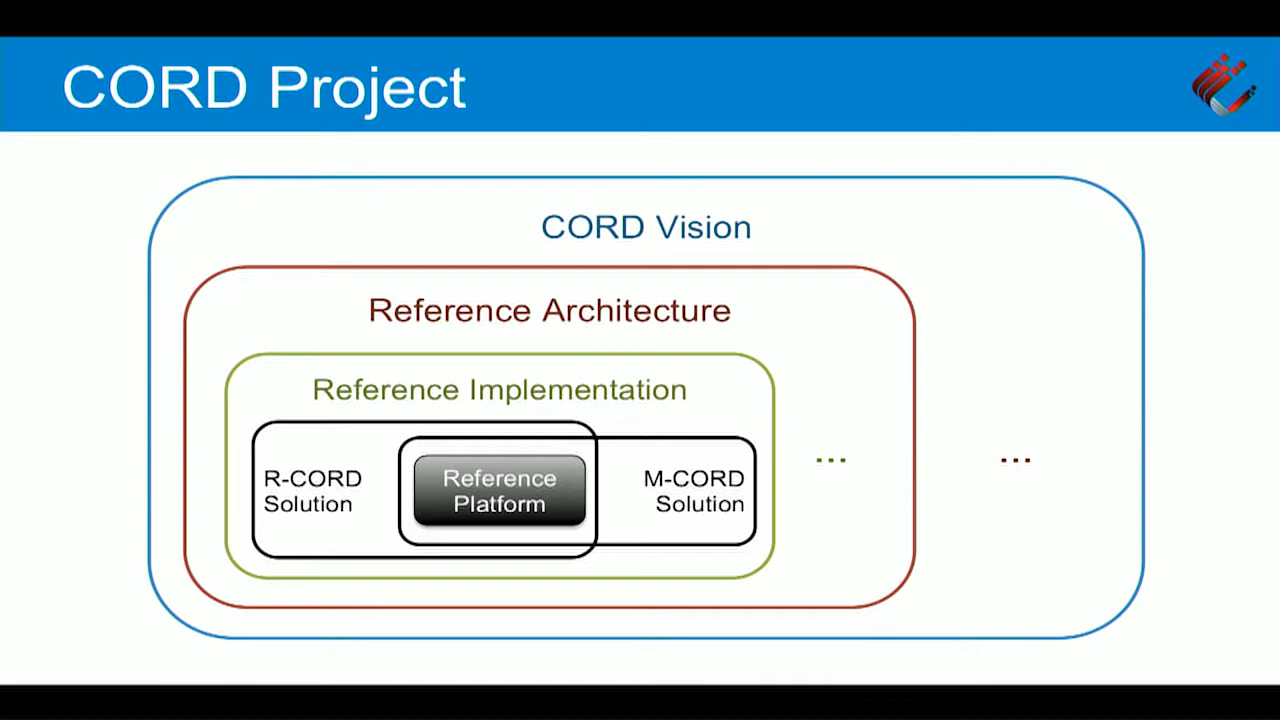 CORD Project
CORD Vision
Reference Architecture
Reference Implementation
R-CORD
Solution
Reference
Platform
M-CORD
Solution
...
...